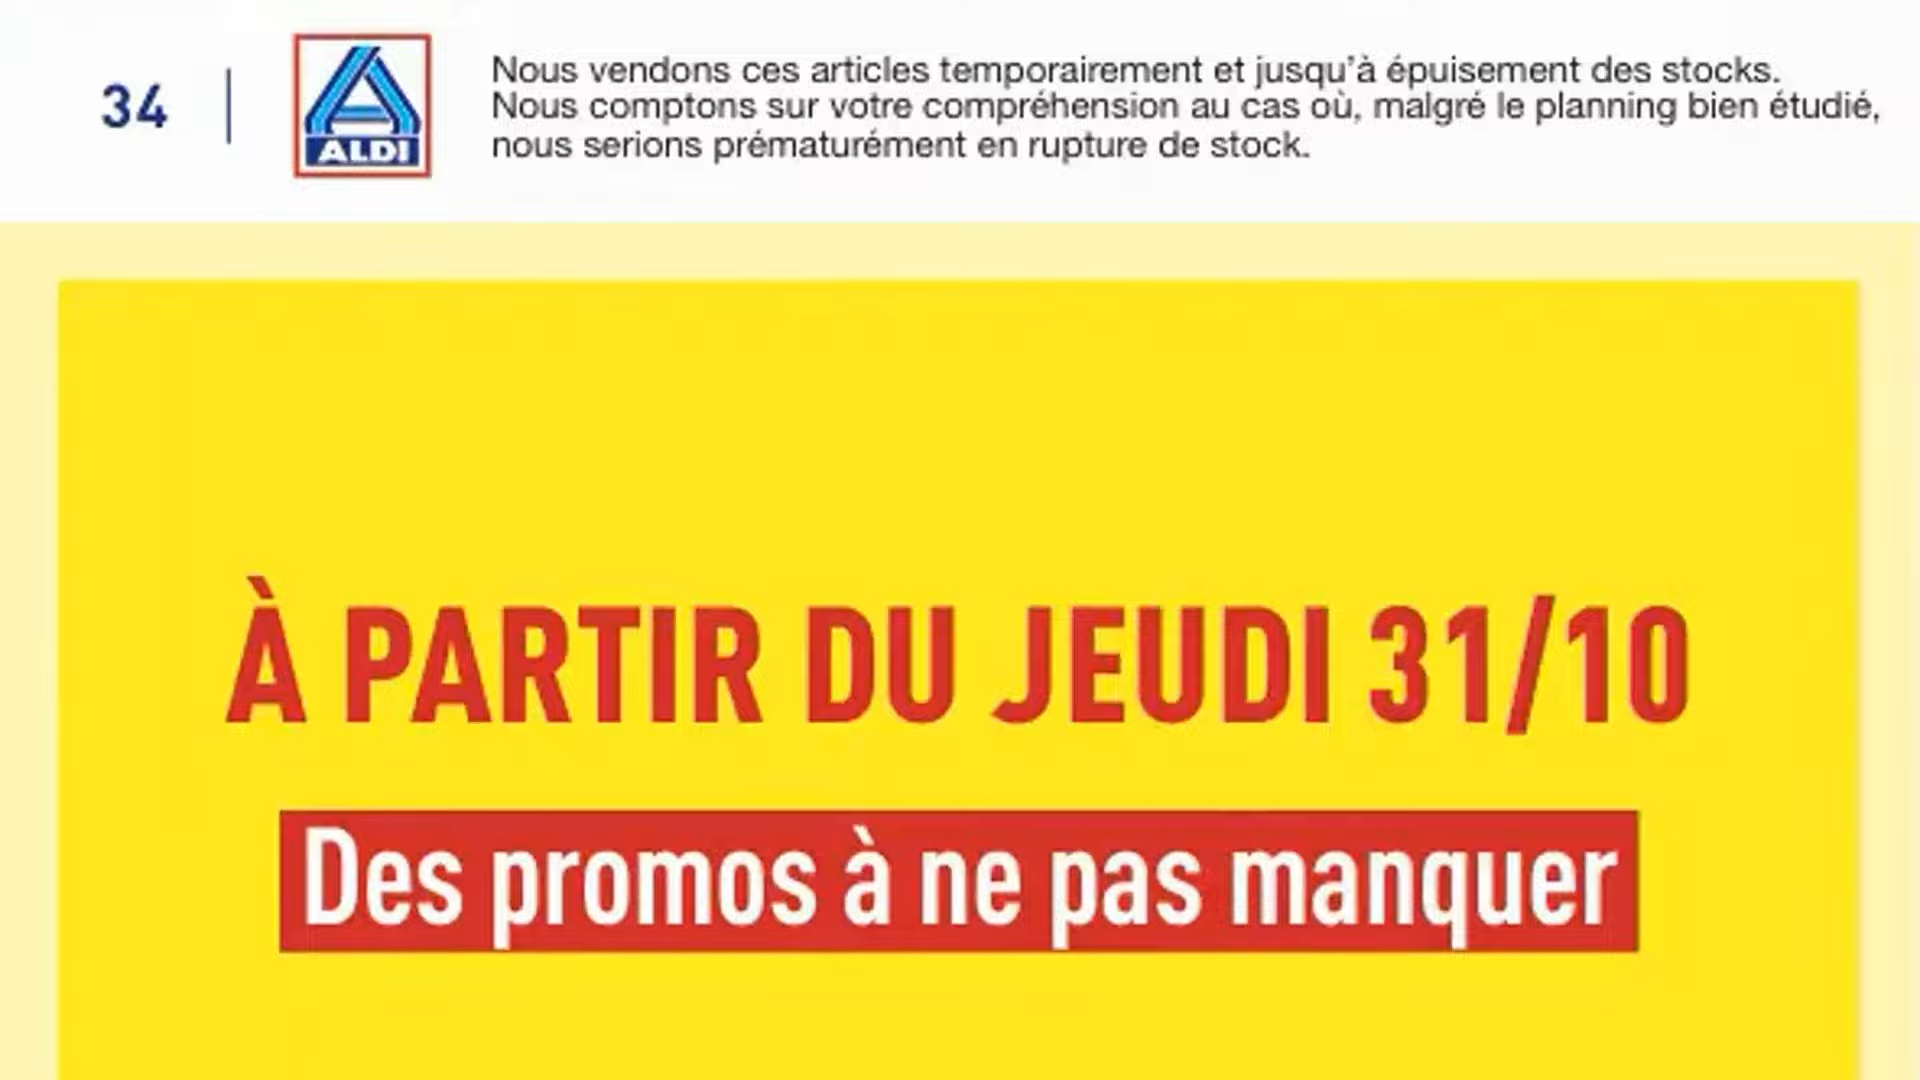 34
ALDI
Nous vendons ces articles temporairement et jusqu'à épuisement des stocks.
Nous comptons sur votre compréhension au cas où, malgré le planning bien étudié,
nous serions prématurément en rupture de stock.
À PARTIR DU JEUDI 31/10
Des promos à ne pas manquer